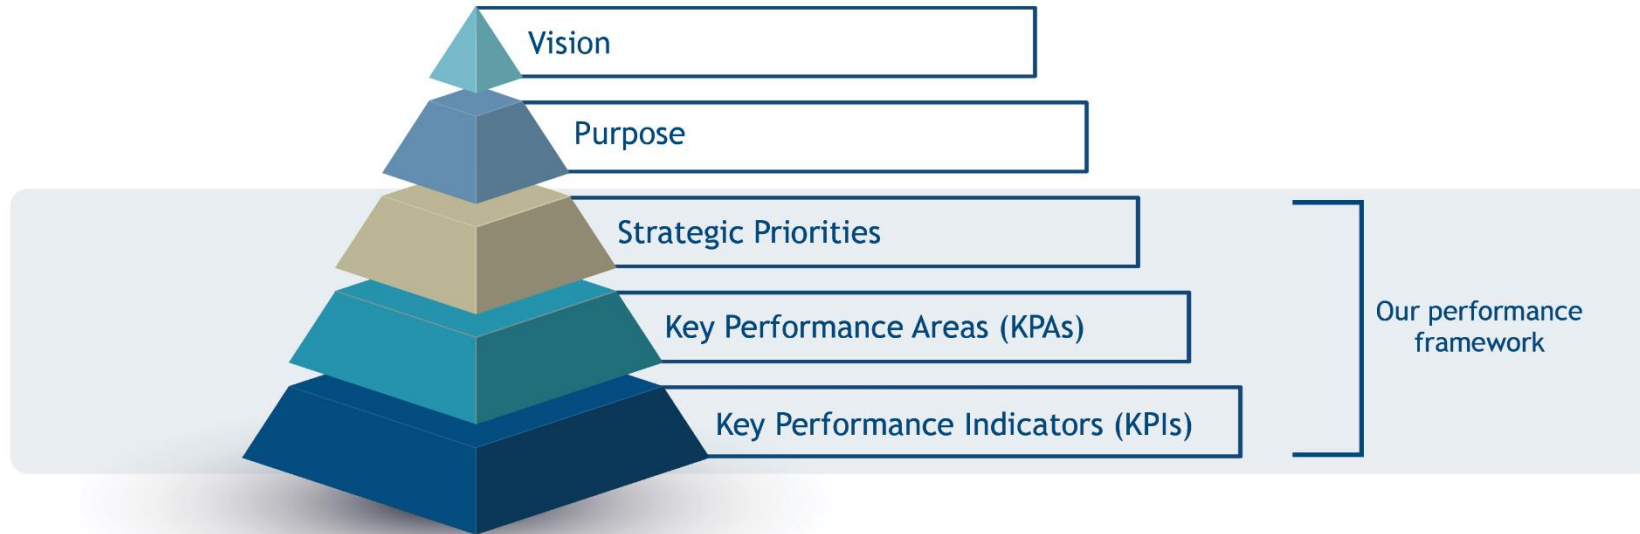 Vision
Purpose
Strategic Priorities
Key Performance Areas (KPAs)
Key Performance Indicators (KPIs)
Our performance
framework